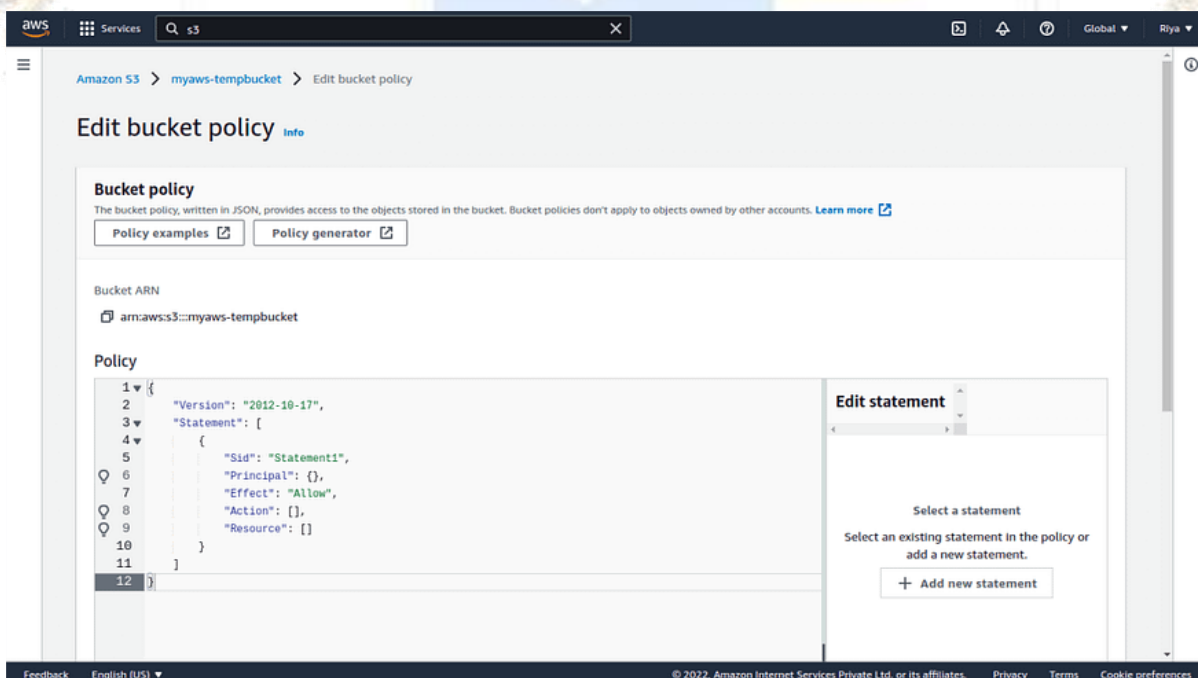 aws Services s3 Global Riya
Amazon S3 myaws-tempbucket Edit bucket policy
Edit bucket policy Info
Bucket policy
The bucket policy, written in JSON, provides access to the objects stored in the bucket. Bucket policies don't apply to objects owned by other accounts. Learn more
Policy examples Policy generator
Bucket ARN
arn:aws:s3:::myaws-tempbucket
Policy
1 {
2 "Version": "2012-10-17",
3 "Statement": [
4 {
5 "Sid": "Statement1",
6 "Principal": {},
7 "Effect": "Allow",
8 "Action": [],
9 "Resource": []
10 }
11 ]
12 }
Edit statement
Select a statement
Select an existing statement in the policy or
add a new statement.
+ Add new statement
Feedback English (US) © 2022, Amazon Internet Services Private Ltd. or its affiliates. Privacy Terms Cookie preferences